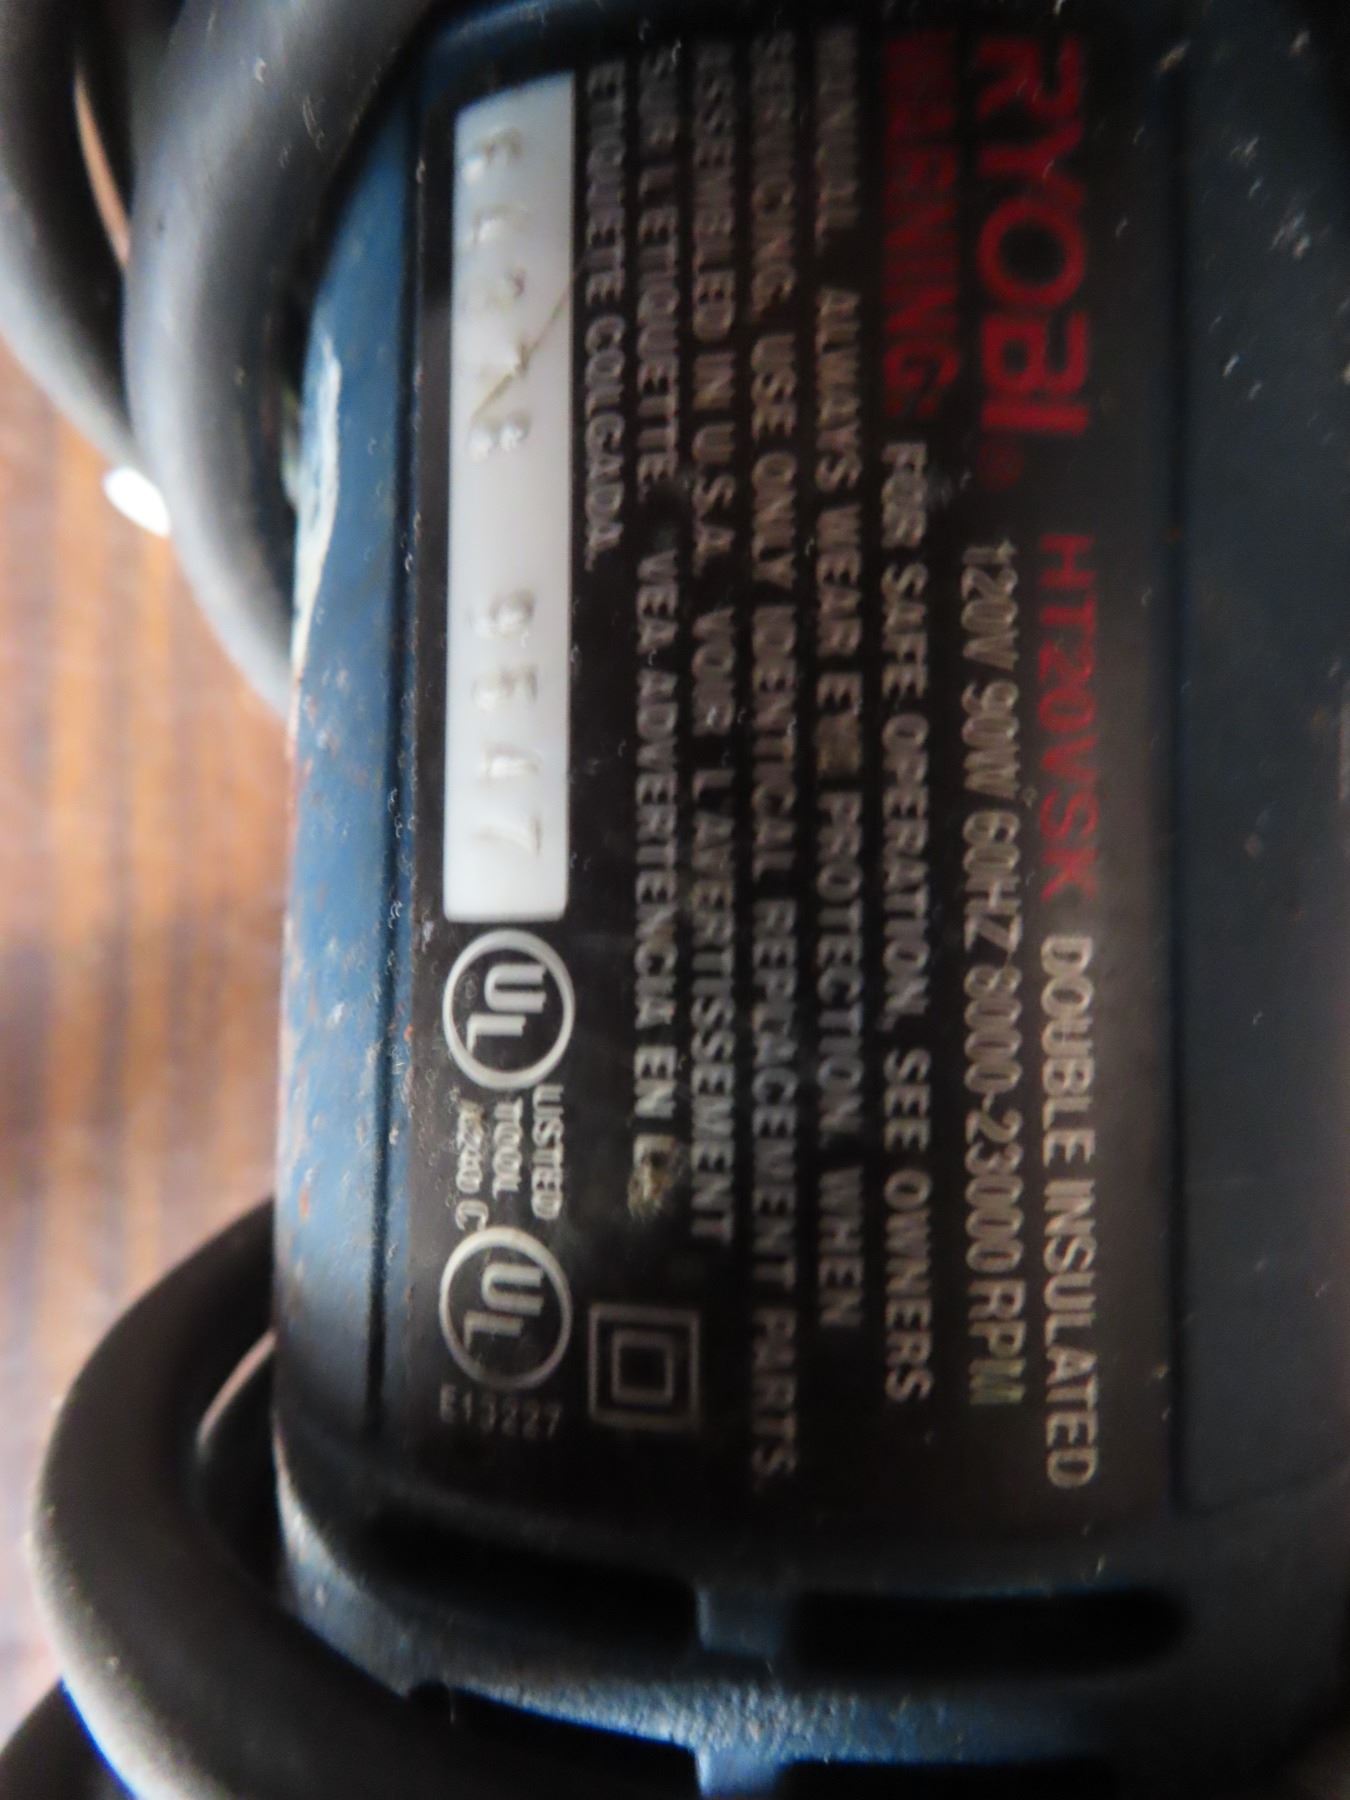 RYOBI® HT20VSK DOUBLE INSULATED
120V 90W 60HZ 8000-23000 RPM
WARNING: FOR SAFE OPERATION, SEE OWNERS
MANUAL. ALWAYS WEAR EYE PROTECTION. WHEN
SERVICING, USE ONLY IDENTICAL REPLACEMENT PARTS.
ASSEMBLED IN U.S.A. VOIR L'AVERTISSEMENT
SUR L'ETIQUETTE. VEA ADVERTENCIA EN
ETIQUETE COLGADA.
9547
UL LISTED
TOOL
UL
E13227